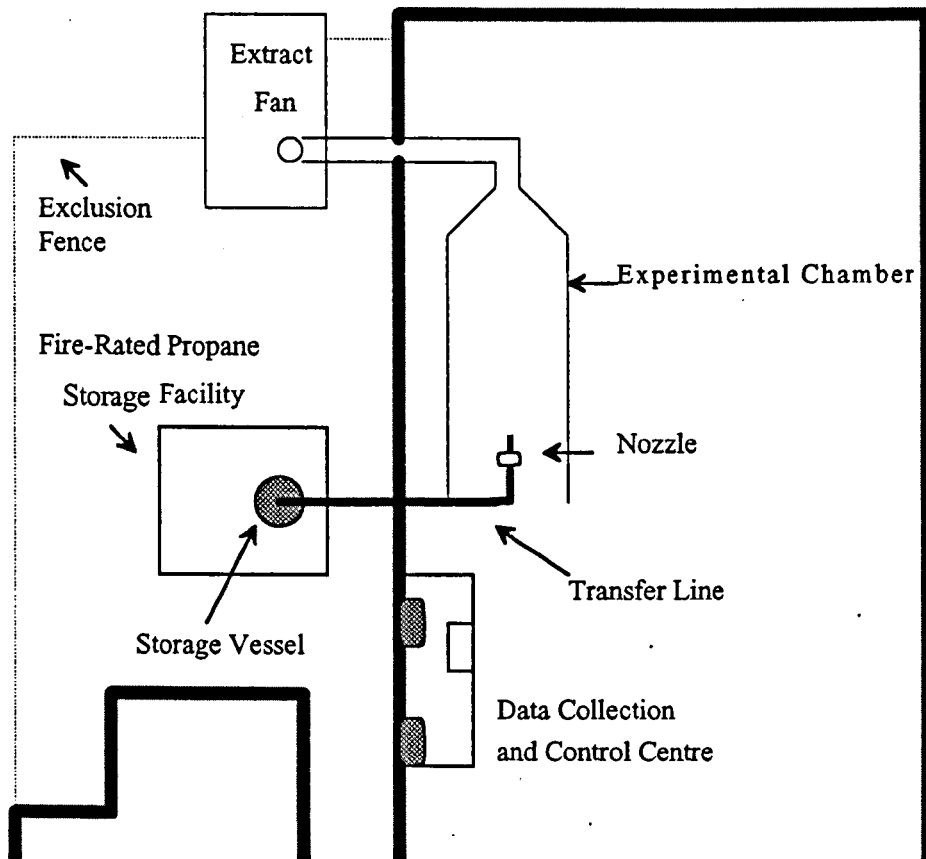 Extract
Fan
Exclusion
Fence
Experimental Chamber
Fire-Rated Propane
Storage Facility
Nozzle
Transfer Line
Storage Vessel
Data Collection
and Control Centre